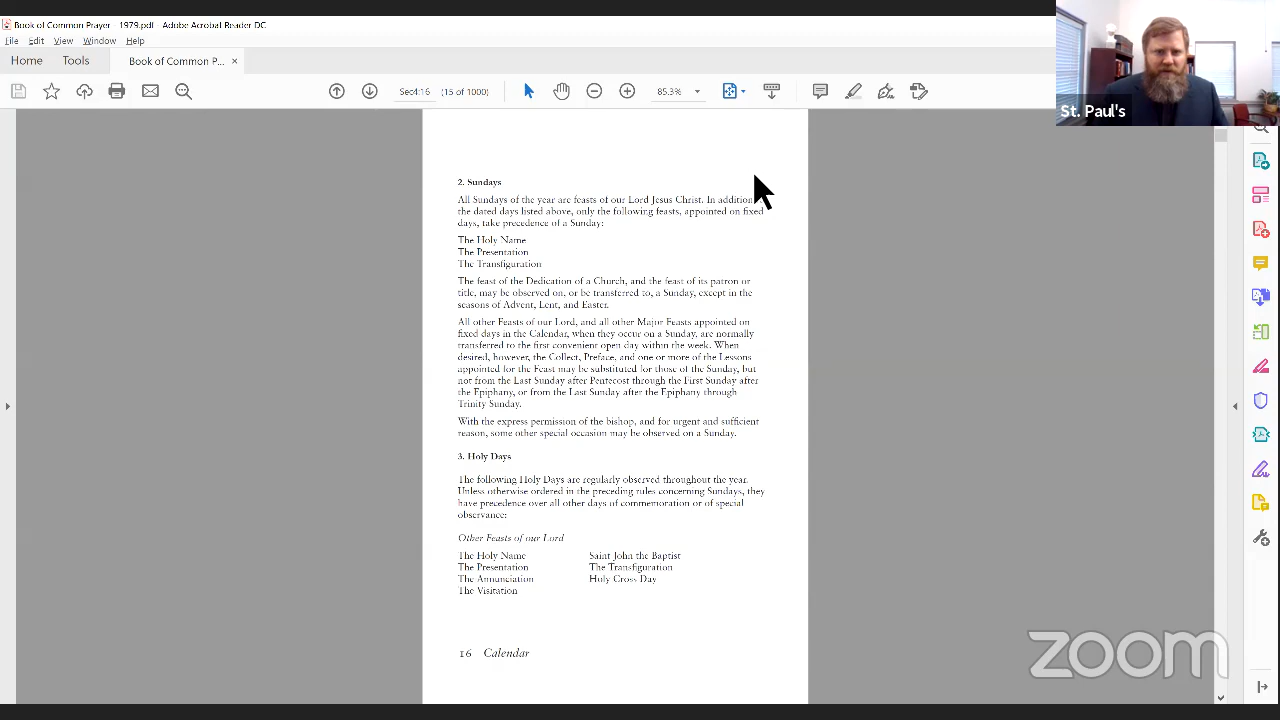 Book of Common Prayer - 1979.pdf - Adobe Acrobat Reader DC
File Edit View Window Help
Home Tools Book of Common P... ×
Sec4:16 (15 of 1000) 85.3%
St. Paul's
2. Sundays
All Sundays of the year are feasts of our Lord Jesus Christ. In addition
the dated days listed above, only the following feasts, appointed on fixed
days, take precedence of a Sunday:
The Holy Name
The Presentation
The Transfiguration
The feast of the Dedication of a Church, and the feast of its patron or
title, may be observed on, or be transferred to, a Sunday, except in the
seasons of Advent, Lent, and Easter.
All other Feasts of our Lord, and all other Major Feasts appointed on
fixed days in the Calendar, when they occur on a Sunday, are normally
transferred to the first convenient open day within the week. When
desired, however, the Collect, Preface, and one or more of the Lessons
appointed for the Feast may be substituted for those of the Sunday, but
not from the Last Sunday after Pentecost through the First Sunday after
the Epiphany, or from the Last Sunday after the Epiphany through
Trinity Sunday.
With the express permission of the bishop, and for urgent and sufficient
reason, some other special occasion may be observed on a Sunday.
3. Holy Days
The following Holy Days are regularly observed throughout the year.
Unless otherwise ordered in the preceding rules concerning Sundays, they
have precedence over all other days of commemoration or of special
observance:
Other Feasts of our Lord
The Holy Name Saint John the Baptist
The Presentation The Transfiguration
The Annunciation Holy Cross Day
The Visitation
16 Calendar
zoom